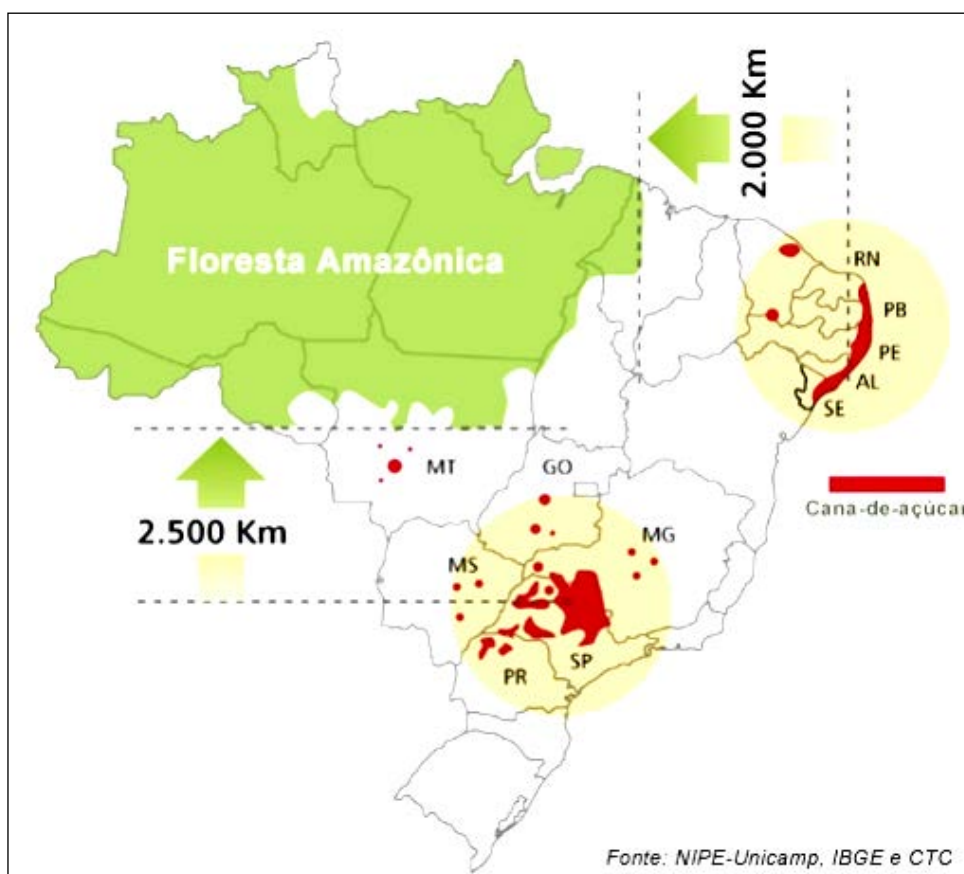 2.000 Km
Floresta Amazônica
RN
PB
PE
AL
SE
MT
GO
Cana-de-açúcar
2.500 Km
MG
MS
SP
PR
Fonte: NIPE-Unicamp, IBGE e CTC